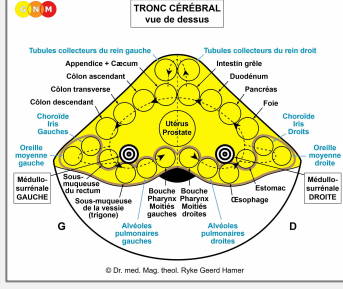 GNM
TRONC CÉRÉBRAL
vue de dessus
Tubules collecteurs du rein gauche
Tubules collecteurs du rein droit
Appendice + Cæcum
Intestin grêle
Côlon ascendant
Duodénum
Côlon transverse
Pancréas
Côlon descendant
Foie
Choroïde
Iris
Gauches
Choroïde
Iris
Droits
Utérus
Prostate
Oreille
moyenne
gauche
Oreille
moyenne
droite
Médullo-
surrénale
GAUCHE
Médullo-
surrénale
DROITE
Sous-
muqueuse
du rectum
Sous-muqueuse
de la vessie
(trigone)
Bouche
Pharynx
Moitiés
gauches
Bouche
Pharynx
Moitiés
droites
Estomac
Œsophage
G
D
Alvéoles
pulmonaires
gauches
Alvéoles
pulmonaires
droites
© Dr. med. Mag. theol. Ryke Geerd Hamer